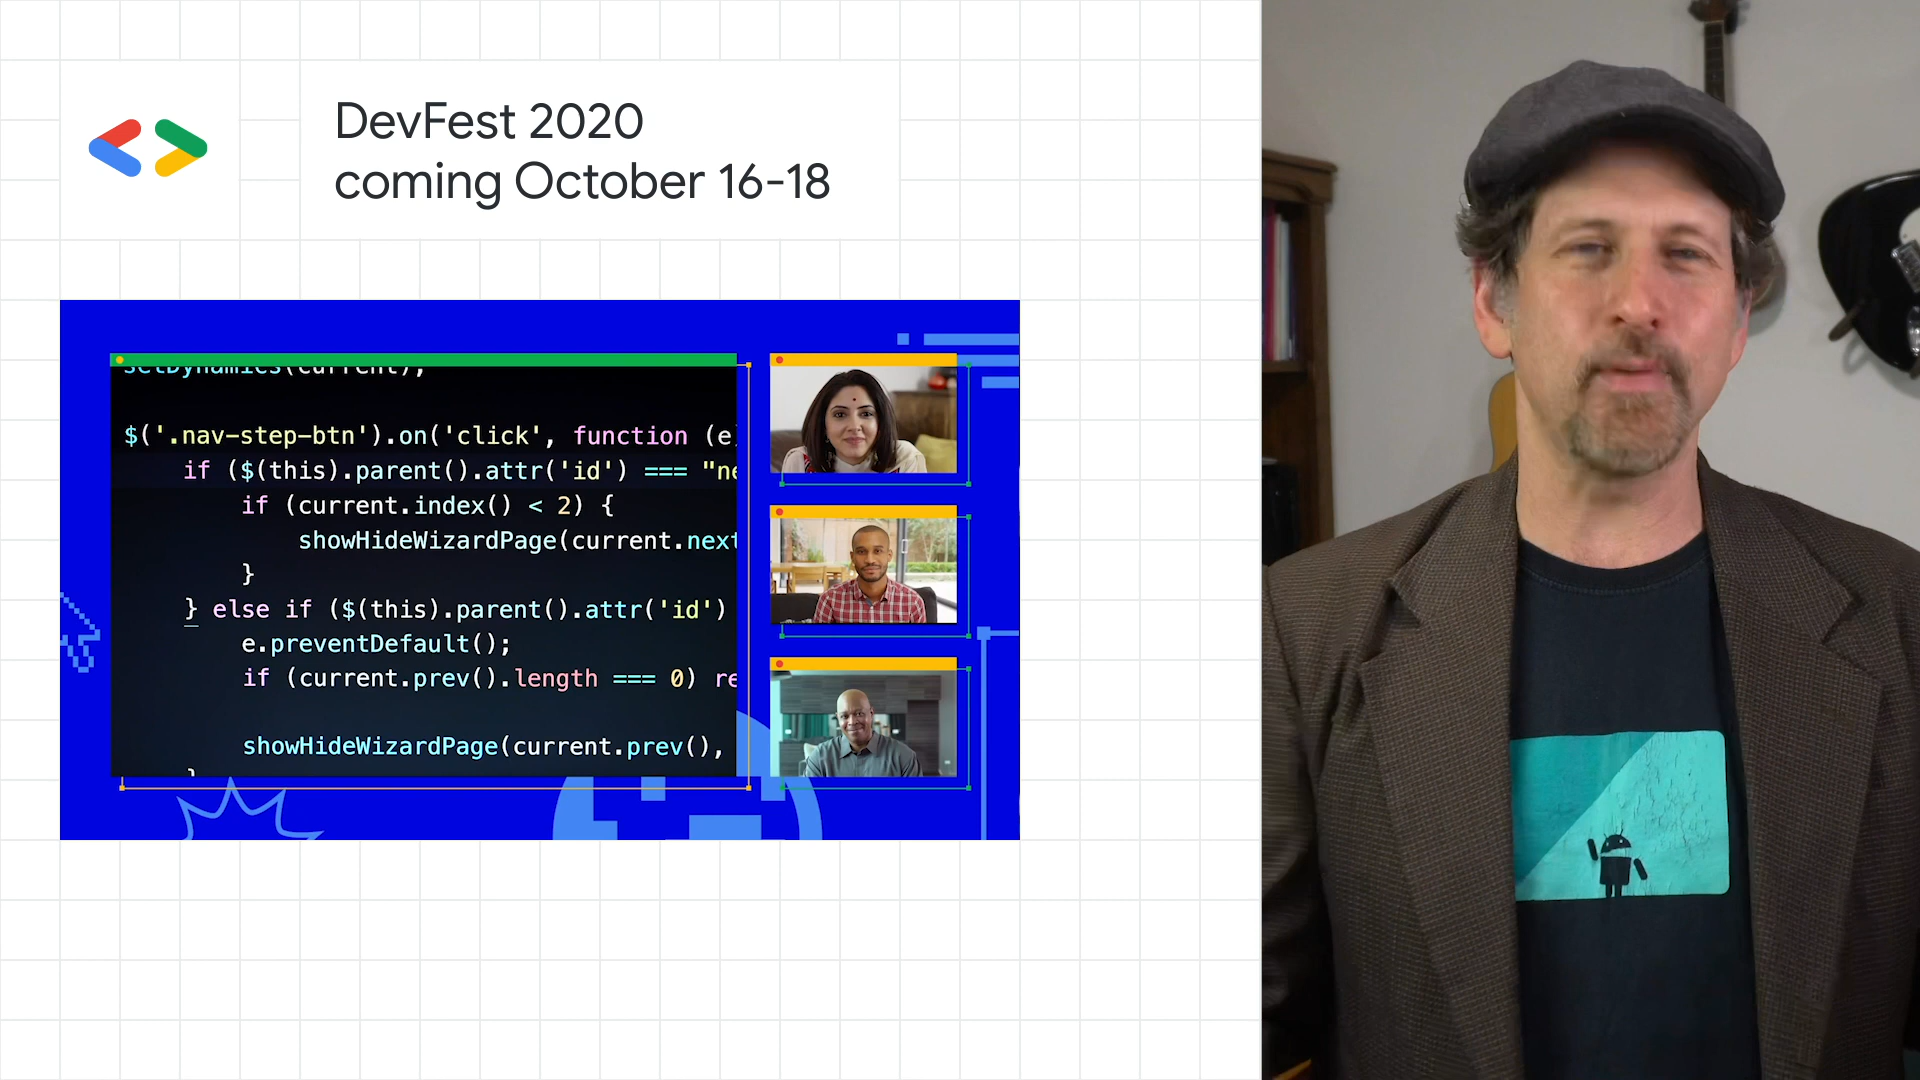 DevFest 2020
coming October 16-18
setDynamics(current);
$('.nav-step-btn').on('click', function (e
if ($(this).parent().attr('id') === "ne
if (current.index() < 2) {
showHideWizardPage(current.next
}
} else if ($(this).parent().attr('id')
e.preventDefault();
if (current.prev().length === 0) re
showHideWizardPage(current.prev(),
}